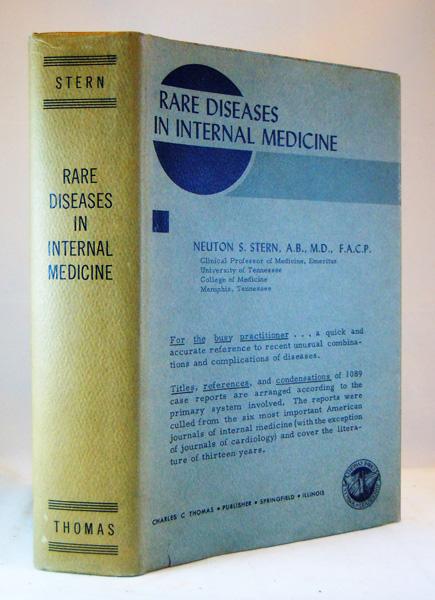 STERN
RARE
DISEASES
IN
INTERNAL
MEDICINE
THOMAS
RARE DISEASES
IN INTERNAL MEDICINE
NEUTON S. STERN, A.B., M.D., F.A.C.P.
Clinical Professor of Medicine, Emeritus
University of Tennessee
College of Medicine
Memphis, Tennessee
For the busy practitioner . . . a quick and
accurate reference to recent unusual combina-
tions and complications of diseases.
Titles, references, and condensations of 1089
case reports are arranged according to the
primary system involved. The reports were
culled from the six most important American
journals of internal medicine (with the exception
of journals of cardiology) and cover the litera-
ture of thirteen years.
CHARLES C THOMAS • PUBLISHER • SPRINGFIELD • ILLINOIS